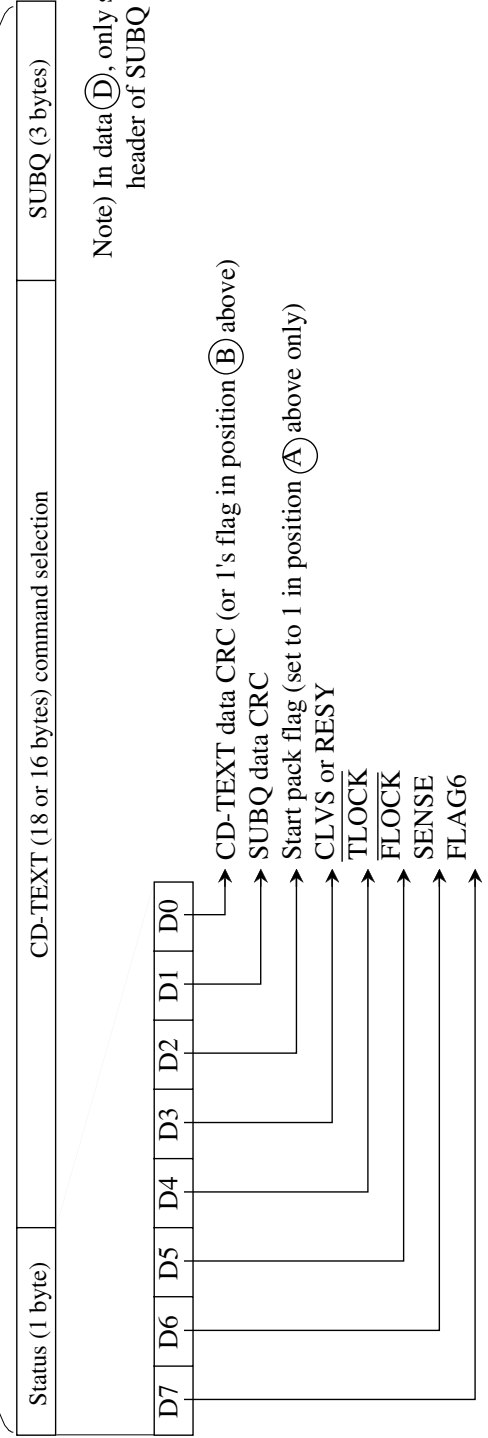 Status (1 byte)
CD-TEXT (18 or 16 bytes) command selection
SUBQ (3 bytes)
Note) In data Ⓓ, only
header of SUBQ
D7
D6
D5
D4
D3
D2
D1
D0
CD-TEXT data CRC (or 1's flag in position Ⓑ above)
SUBQ data CRC
Start pack flag (set to 1 in position Ⓐ above only)
CLVS or RESY
T̅L̅O̅C̅K̅
F̅L̅O̅C̅K̅
SENSE
FLAG6